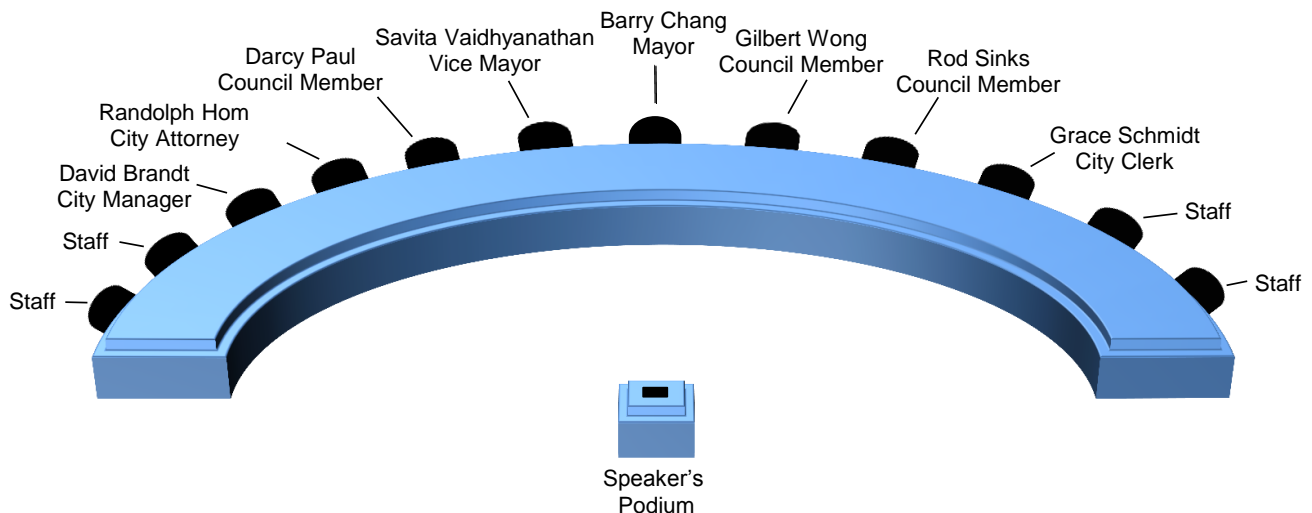 Staff
Staff
David Brandt
City Manager
Randolph Hom
City Attorney
Darcy Paul
Council Member
Savita Vaidhyanathan
Vice Mayor
Barry Chang
Mayor
Gilbert Wong
Council Member
Rod Sinks
Council Member
Grace Schmidt
City Clerk
Staff
Staff
Speaker’s
Podium